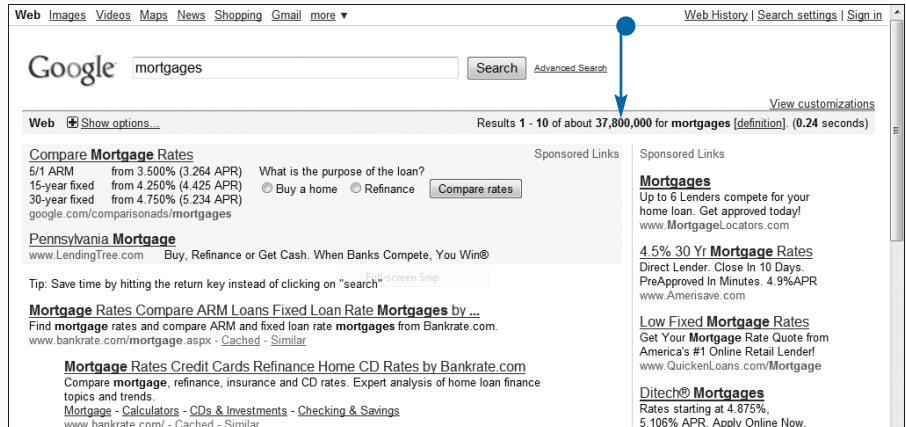 Web Images Videos Maps News Shopping Gmail more ▼
Web History | Search settings | Sign in
Google mortgages Search Advanced Search
View customizations
Web + Show options...
Results 1 - 10 of about 37,800,000 for mortgages [definition]. (0.24 seconds)
Compare Mortgage Rates
Sponsored Links
5/1 ARM from 3.500% (3.264 APR) What is the purpose of the loan?
15-year fixed from 4.250% (4.425 APR) Buy a home Refinance Compare rates
30-year fixed from 4.750% (5.234 APR)
google.com/comparisonads/mortgages
Pennsylvania Mortgage
www.LendingTree.com Buy, Refinance or Get Cash. When Banks Compete, You Win®
Full-screen Snip
Tip: Save time by hitting the return key instead of clicking on "search"
Mortgage Rates Compare ARM Loans Fixed Loan Rate Mortgages by ...
Find mortgage rates and compare ARM and fixed loan rate mortgages from Bankrate.com.
www.bankrate.com/mortgage.aspx - Cached - Similar
Mortgage Rates Credit Cards Refinance Home CD Rates by Bankrate.com
Compare mortgage, refinance, insurance and CD rates. Expert analysis of home loan finance
topics and trends.
Mortgage - Calculators - CDs & Investments - Checking & Savings
www.bankrate.com/ - Cached - Similar
Sponsored Links
Mortgages
Up to 6 Lenders compete for your
home loan. Get approved today!
www.MortgageLocators.com
4.5% 30 Yr Mortgage Rates
Direct Lender. Close In 10 Days.
PreApproved In Minutes. 4.9%APR
www.Amerisave.com
Low Fixed Mortgage Rates
Get Your Mortgage Rate Quote from
America's #1 Online Retail Lender!
www.QuickenLoans.com/Mortgage
Ditech® Mortgages
Rates starting at 4.875%,
5.106% APR. Apply Online Now.